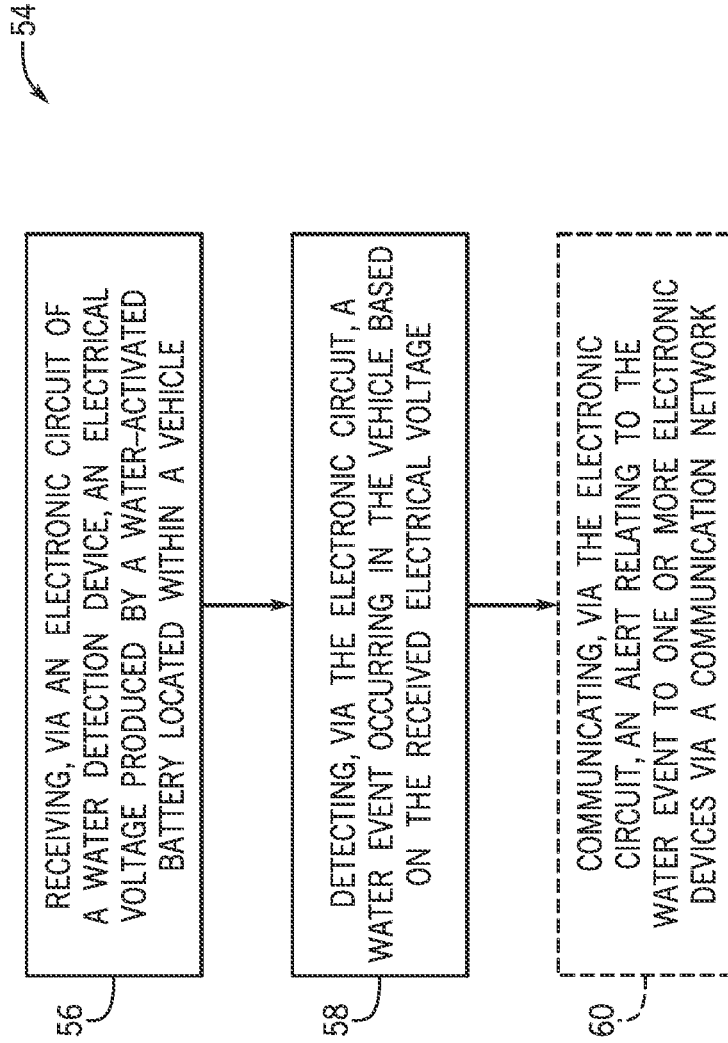 54
56
RECEIVING, VIA AN ELECTRONIC CIRCUIT OF
A WATER DETECTION DEVICE, AN ELECTRICAL
VOLTAGE PRODUCED BY A WATER-ACTIVATED
BATTERY LOCATED WITHIN A VEHICLE
58
DETECTING, VIA THE ELECTRONIC CIRCUIT, A
WATER EVENT OCCURRING IN THE VEHICLE BASED
ON THE RECEIVED ELECTRICAL VOLTAGE
60
COMMUNICATING, VIA THE ELECTRONIC
CIRCUIT, AN ALERT RELATING TO THE
WATER EVENT TO ONE OR MORE ELECTRONIC
DEVICES VIA A COMMUNICATION NETWORK